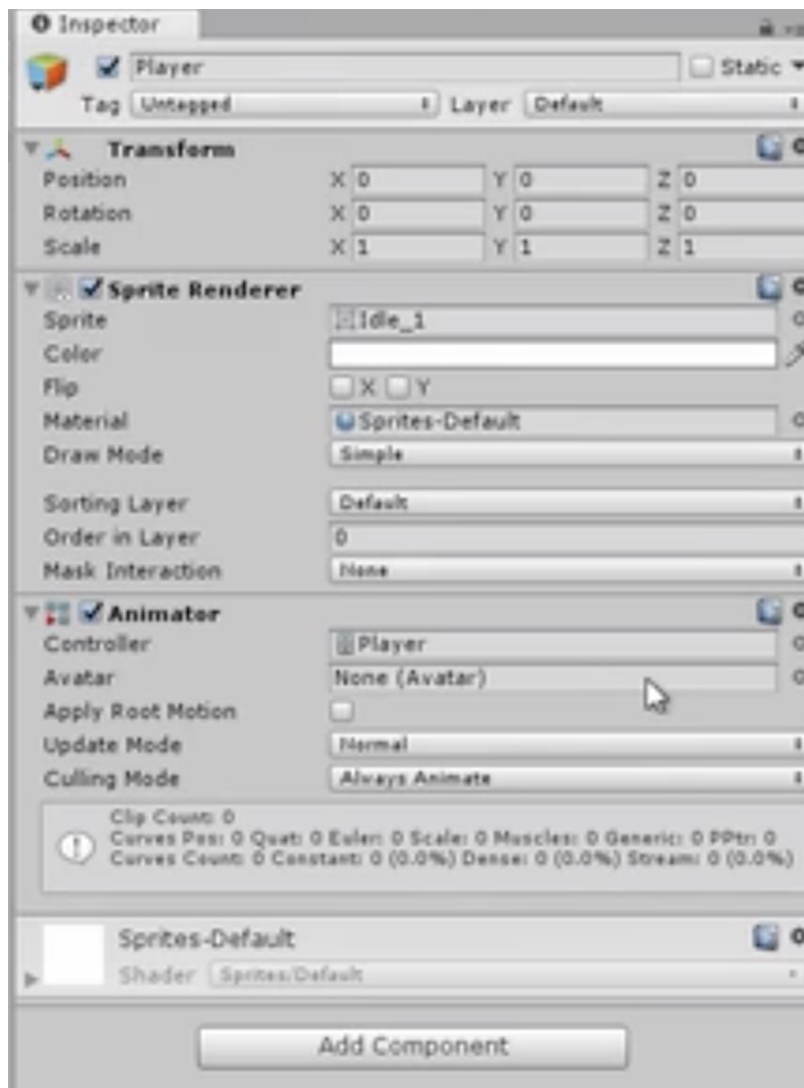 Inspector
Player Static
Tag Untagged Layer Default
Transform
Position X 0 Y 0 Z 0
Rotation X 0 Y 0 Z 0
Scale X 1 Y 1 Z 1
Sprite Renderer
Sprite Idle_1
Color
Flip X Y
Material Sprites-Default
Draw Mode Simple
Sorting Layer Default
Order in Layer 0
Mask Interaction None
Animator
Controller Player
Avatar None (Avatar)
Apply Root Motion
Update Mode Normal
Culling Mode Always Animate
Clip Count: 0
Curves Pos: 0 Quat: 0 Euler: 0 Scale: 0 Muscles: 0 Generic: 0 PPtr: 0
Curves Count: 0 Constant: 0 (0.0%) Dense: 0 (0.0%) Stream: 0 (0.0%)
Sprites-Default
Shader Sprites/Default
Add Component